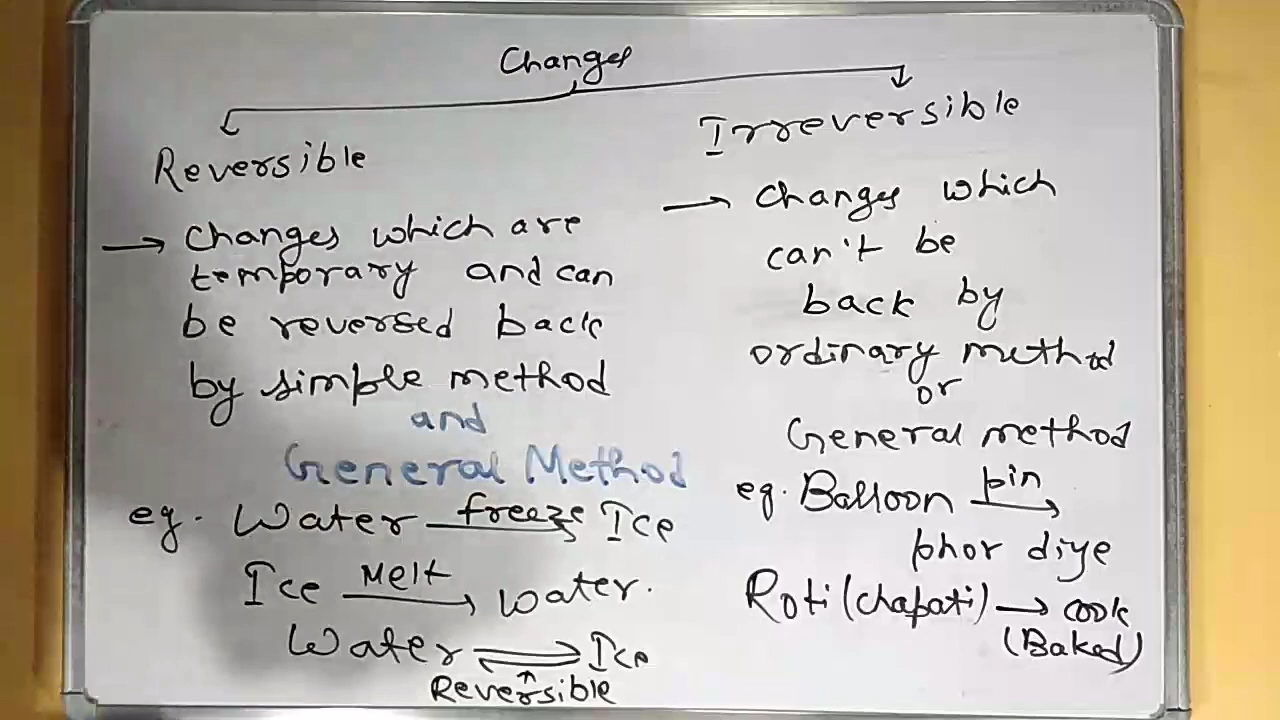 Changes
Reversible
→ changes which are
temporary and can
be reversed back
by simple method
and
General Method
eg. Water —freeze→ Ice
Ice —Melt→ water.
Water ⇌ Ice
↑
Reversible
Irreversible
→ changes which
can't be
back by
ordinary method
or
General method
eg. Balloon —pin→
phor diye
Roti (chapati) → cook
(Baked)